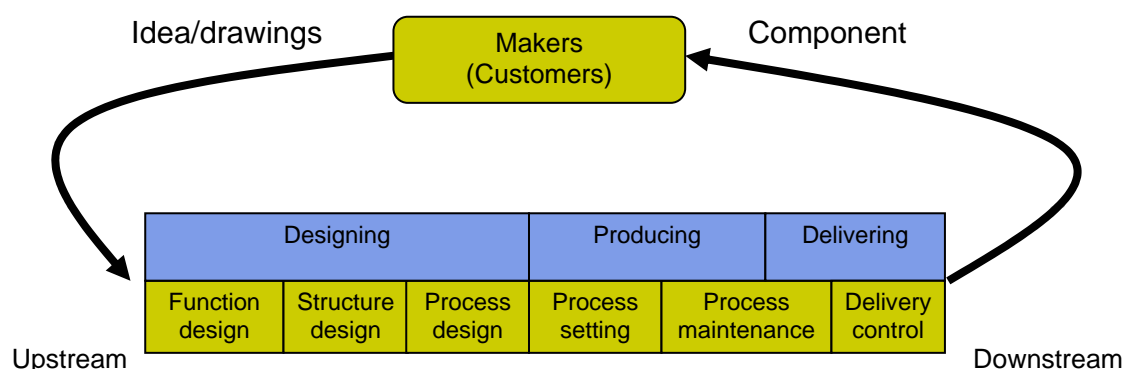 Idea/drawings
Makers
(Customers)
Component
Designing
Producing
Delivering
Function
design
Structure
design
Process
design
Process
setting
Process
maintenance
Delivery
control
Upstream
Downstream